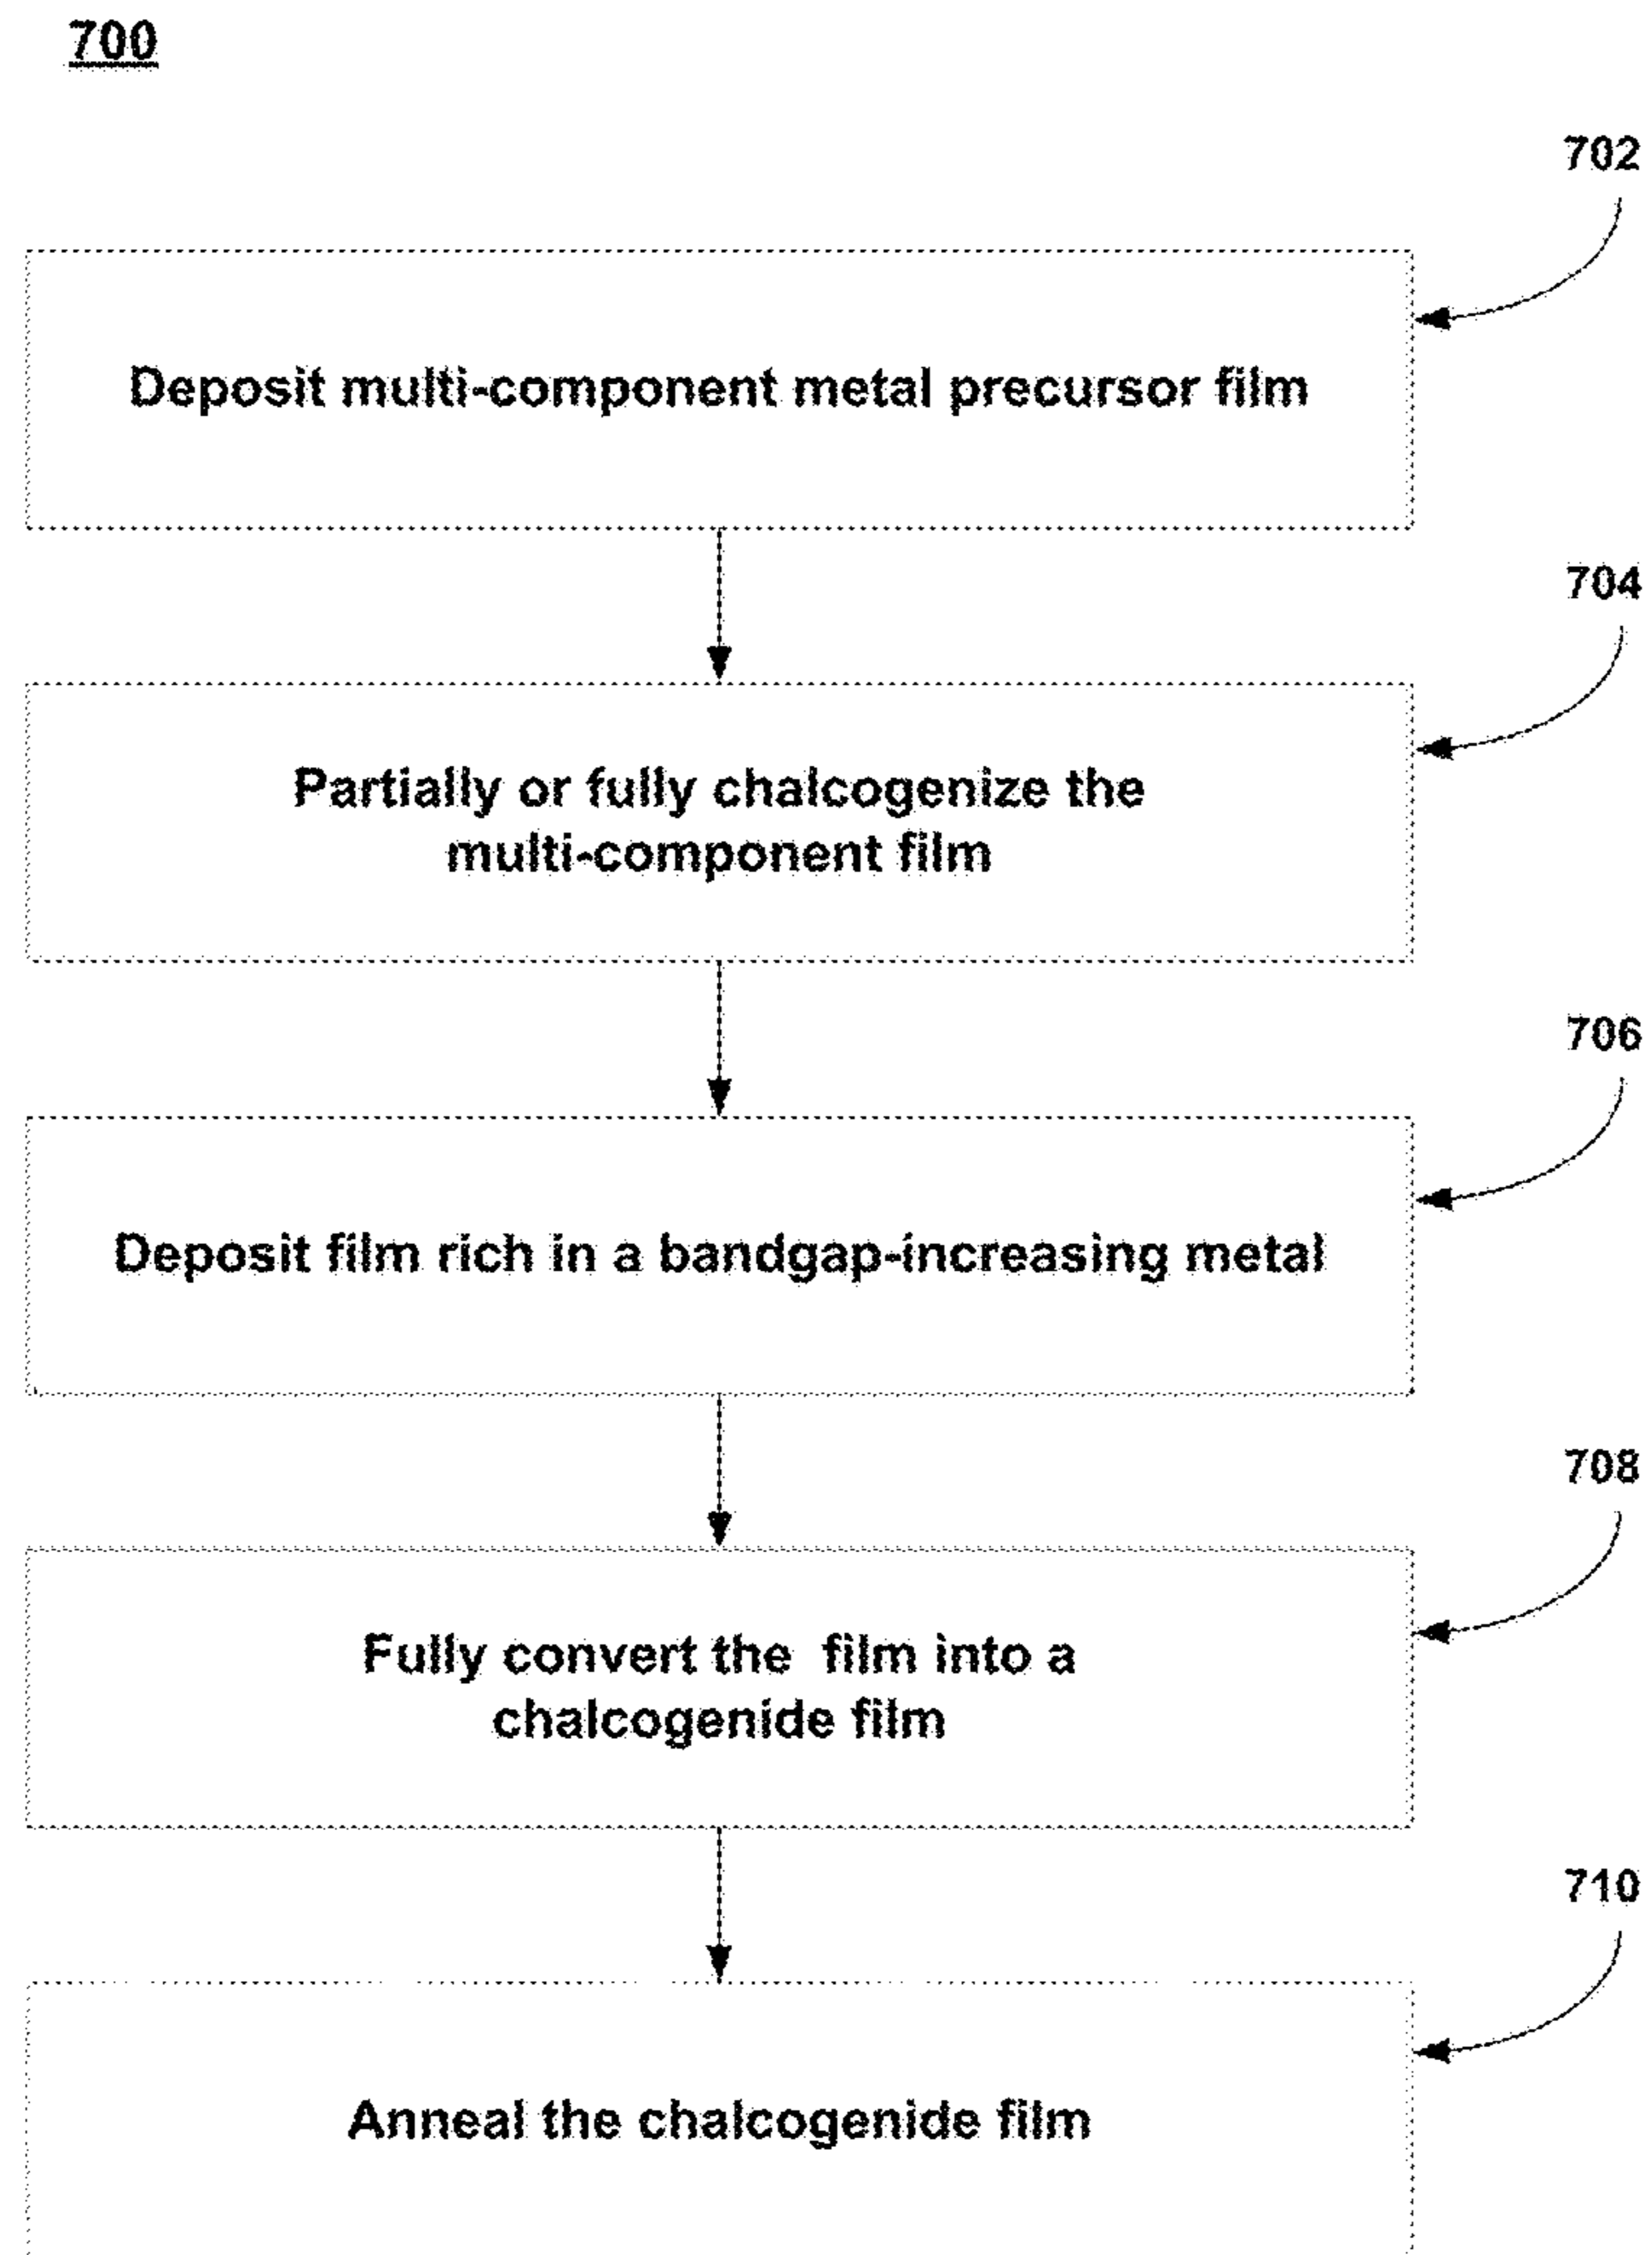 700
702
Deposit multi-component metal precursor film
704
Partially or fully chalcogenize the
multi-component film
706
Deposit film rich in a bandgap-increasing metal
708
Fully convert the film into a
chalcogenide film
710
Anneal the chalcogenide film